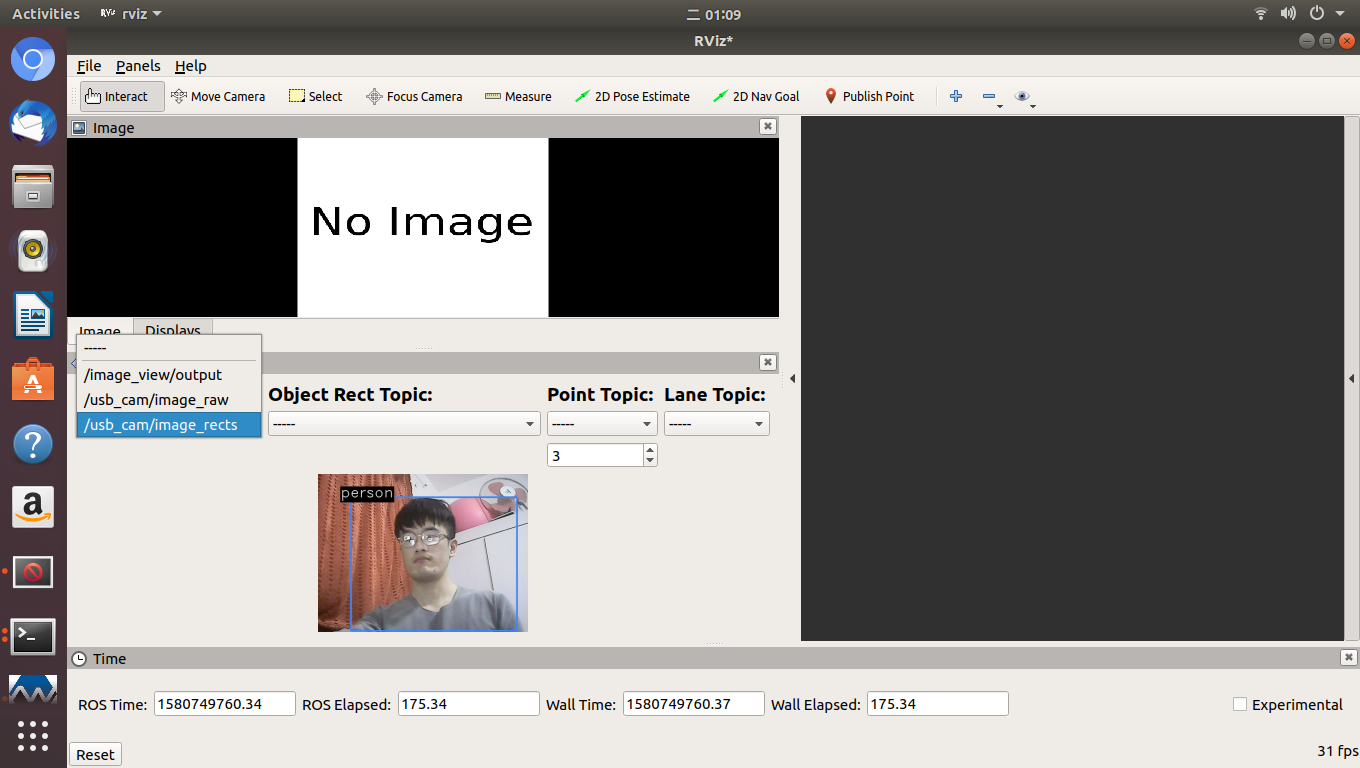 Activities RViz rviz 二 01:09
RViz*
File Panels Help
Interact Move Camera Select Focus Camera Measure 2D Pose Estimate 2D Nav Goal Publish Point
Image
No Image
Image Displays
-----
/image_view/output
/usb_cam/image_raw
/usb_cam/image_rects
Object Rect Topic: Point Topic: Lane Topic:
----- ----- -----
3
person
Time
ROS Time: 1580749760.34 ROS Elapsed: 175.34 Wall Time: 1580749760.37 Wall Elapsed: 175.34 Experimental
Reset 31 fps